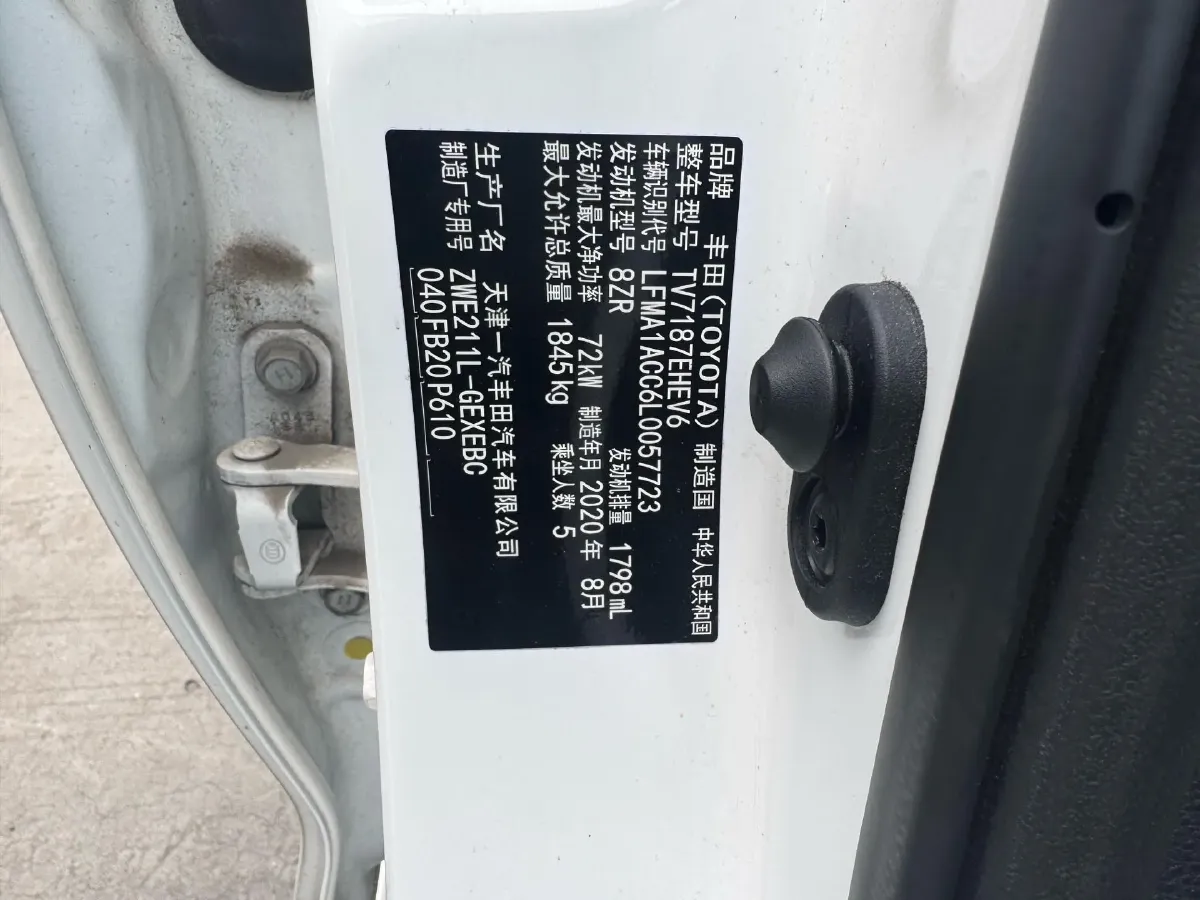 品牌 丰田(TOYOTA) 制造国 中华人民共和国
整车型号 TV7187EHEV6
车辆识别代号 LFMA1ACC6L0057723
发动机型号 8ZR 发动机排量 1798mL
发动机最大净功率 72kW 制造年月 2020年 8月
最大允许总质量 1845kg 乘坐人数 5
生产厂名 天津一汽丰田汽车有限公司
制造厂专用号 ZWE211L-GEXEBC
040FB20P610